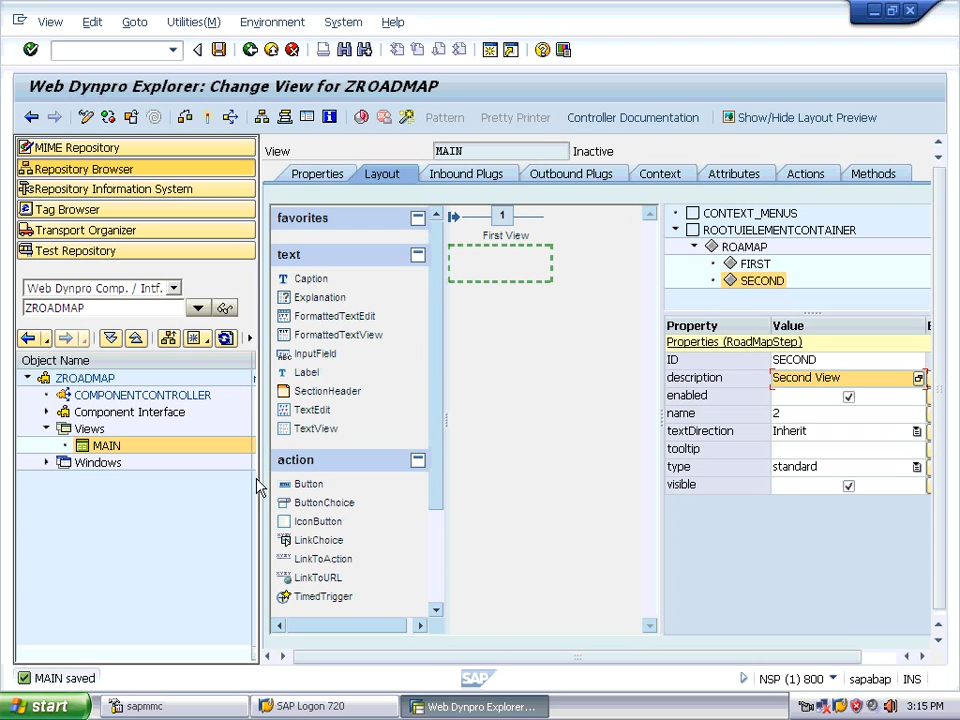 View Edit Goto Utilities(M) Environment System Help
Web Dynpro Explorer: Change View for ZROADMAP
Pattern Pretty Printer Controller Documentation Show/Hide Layout Preview
MIME Repository
Repository Browser
Repository Information System
Tag Browser
Transport Organizer
Test Repository
Web Dynpro Comp. / Intf.
ZROADMAP
Object Name
ZROADMAP
COMPONENTCONTROLLER
Component Interface
Views
MAIN
Windows
View MAIN Inactive
Properties Layout Inbound Plugs Outbound Plugs Context Attributes Actions Methods
favorites
text
Caption
Explanation
FormattedTextEdit
FormattedTextView
InputField
Label
SectionHeader
TextEdit
TextView
action
Button
ButtonChoice
IconButton
LinkChoice
LinkToAction
LinkToURL
TimedTrigger
1
First View
CONTEXT_MENUS
ROOTUIELEMENTCONTAINER
ROAMAP
FIRST
SECOND
Property Value
Properties (RoadMapStep)
ID SECOND
description Second View
enabled
name 2
textDirection Inherit
tooltip
type standard
visible
MAIN saved
SAP
NSP (1) 800 sapabap INS
start sapmmc SAP Logon 720 Web Dynpro Explorer:... 3:15 PM